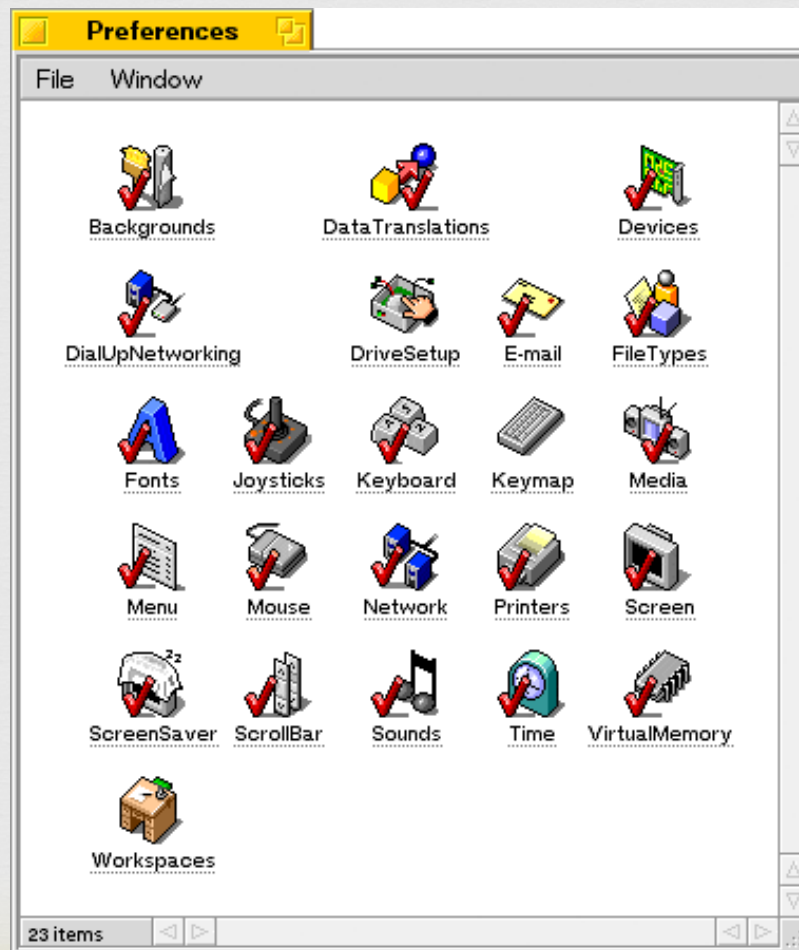 Preferences
File Window
Backgrounds DataTranslations Devices
DialUpNetworking DriveSetup E-mail FileTypes
Fonts Joysticks Keyboard Keymap Media
Menu Mouse Network Printers Screen
zz
ScreenSaver ScrollBar Sounds Time VirtualMemory
Workspaces
23 items